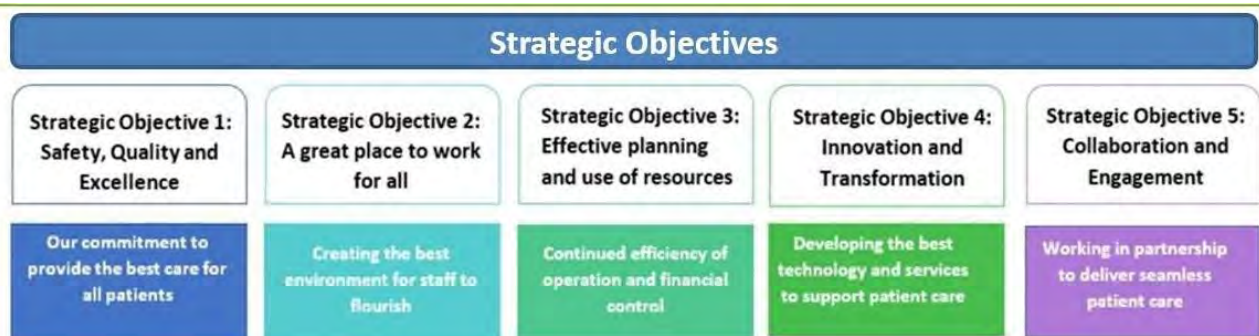 Strategic Objectives
Strategic Objective 1:
Safety, Quality and
Excellence
Our commitment to
provide the best care for
all patients
Strategic Objective 2:
A great place to work
for all
Creating the best
environment for staff to
flourish
Strategic Objective 3:
Effective planning
and use of resources
Continued efficiency of
operation and financial
control
Strategic Objective 4:
Innovation and
Transformation
Developing the best
technology and services
to support patient care
Strategic Objective 5:
Collaboration and
Engagement
Working in partnership
to deliver seamless
patient care